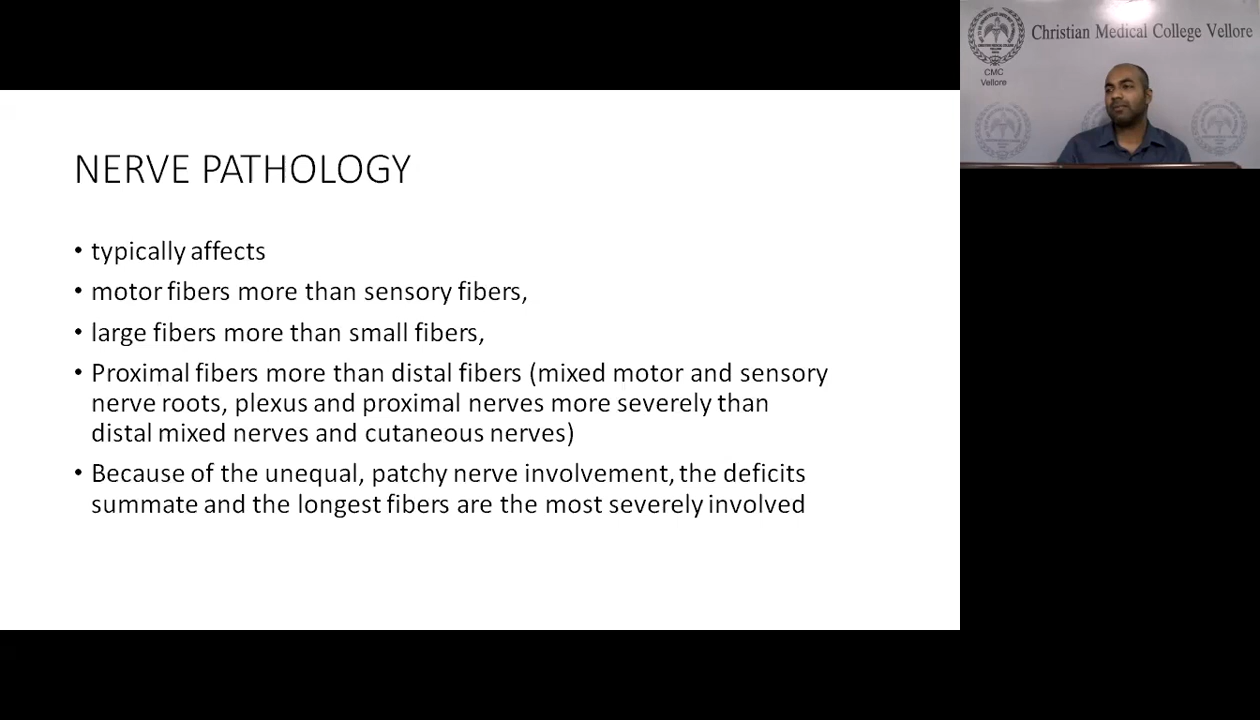 NERVE PATHOLOGY
• typically affects
• motor fibers more than sensory fibers,
• large fibers more than small fibers,
• Proximal fibers more than distal fibers (mixed motor and sensory
nerve roots, plexus and proximal nerves more severely than
distal mixed nerves and cutaneous nerves)
• Because of the unequal, patchy nerve involvement, the deficits
summate and the longest fibers are the most severely involved
Christian Medical College Vellore
CMC
Vellore